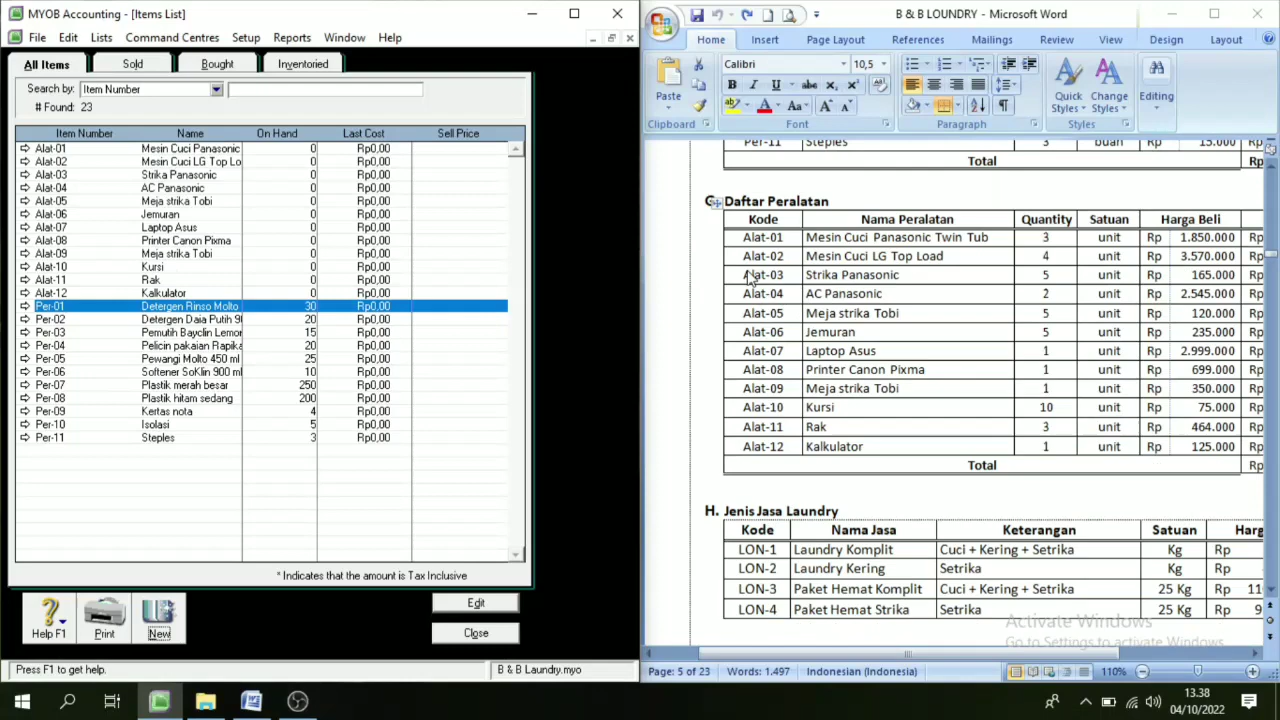 MYOB Accounting - [Items List]
File Edit Lists Command Centres Setup Reports Window Help
All Items Sold Bought Inventoried
Search by: Item Number
# Found: 23
Item Number Name On Hand Last Cost Sell Price
Alat-01 Mesin Cuci Panasonic 0 Rp0,00
Alat-02 Mesin Cuci LG Top Lo 0 Rp0,00
Alat-03 Strika Panasonic 0 Rp0,00
Alat-04 AC Panasonic 0 Rp0,00
Alat-05 Meja strika Tobi 0 Rp0,00
Alat-06 Jemuran 0 Rp0,00
Alat-07 Laptop Asus 0 Rp0,00
Alat-08 Printer Canon Pixma 0 Rp0,00
Alat-09 Meja strika Tobi 0 Rp0,00
Alat-10 Kursi 0 Rp0,00
Alat-11 Rak 0 Rp0,00
Alat-12 Kalkulator 0 Rp0,00
Per-01 Detergen Rinso Molto 30 Rp0,00
Per-02 Detergen Daia Putih 9 20 Rp0,00
Per-03 Pemutih Bayclin Lemon 15 Rp0,00
Per-04 Pelicin pakaian Rapika 20 Rp0,00
Per-05 Pewangi Molto 450 ml 25 Rp0,00
Per-06 Softener SoKlin 900 ml 10 Rp0,00
Per-07 Plastik merah besar 250 Rp0,00
Per-08 Plastik hitam sedang 200 Rp0,00
Per-09 Kertas nota 4 Rp0,00
Per-10 Isolasi 5 Rp0,00
Per-11 Steples 3 Rp0,00
* Indicates that the amount is Tax Inclusive
Help F1 Print New Edit
Close
Press F1 to get help. B & B Laundry.myo
B & B LOUNDRY - Microsoft Word
Home Insert Page Layout References Mailings Review View Design Layout
Paste Calibri 10,5 Quick Styles Change Styles Editing
Clipboard Font Paragraph Styles
Per-11 Steples 3 buah Rp 15.000 Rp
Total Rp
G. Daftar Peralatan
Kode Nama Peralatan Quantity Satuan Harga Beli
Alat-01 Mesin Cuci Panasonic Twin Tub 3 unit Rp 1.850.000
Alat-02 Mesin Cuci LG Top Load 4 unit Rp 3.570.000
Alat-03 Strika Panasonic 5 unit Rp 165.000
Alat-04 AC Panasonic 2 unit Rp 2.545.000
Alat-05 Meja strika Tobi 5 unit Rp 120.000
Alat-06 Jemuran 5 unit Rp 235.000
Alat-07 Laptop Asus 1 unit Rp 2.999.000
Alat-08 Printer Canon Pixma 1 unit Rp 699.000
Alat-09 Meja strika Tobi 1 unit Rp 350.000
Alat-10 Kursi 10 unit Rp 75.000
Alat-11 Rak 3 unit Rp 464.000
Alat-12 Kalkulator 1 unit Rp 125.000
Total Rp
H. Jenis Jasa Laundry
Kode Nama Jasa Keterangan Satuan Harg
LON-1 Laundry Komplit Cuci + Kering + Setrika Kg Rp
LON-2 Laundry Kering Setrika Kg Rp
LON-3 Paket Hemat Komplit Cuci + Kering + Setrika 25 Kg Rp 11
LON-4 Paket Hemat Strika Setrika 25 Kg Rp 9
Activate Windows
Go to Settings to activate Windows.
Page: 5 of 23 Words: 1.497 Indonesian (Indonesia) 110%
13.38
04/10/2022